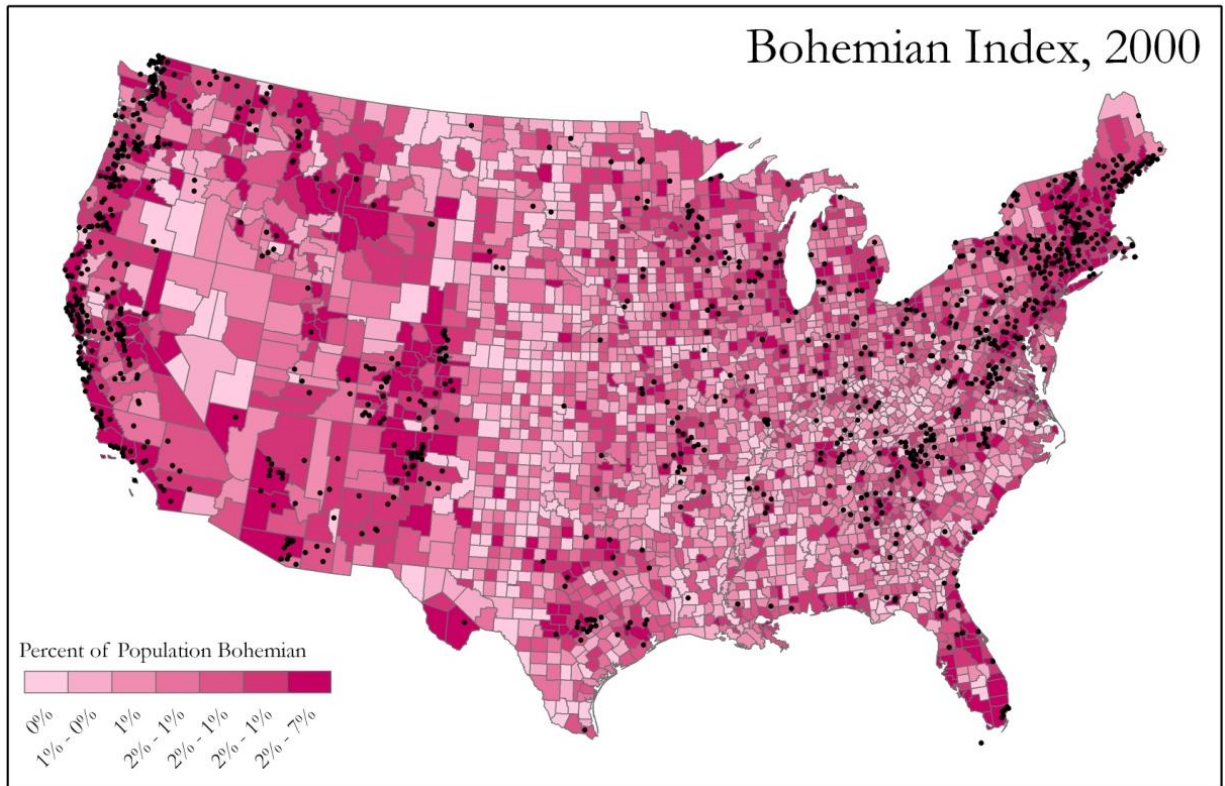 Bohemian Index, 2000
Percent of Population Bohemian
0%
1% - 0%
1%
2% - 1%
2% - 1%
2% - 1%
2% - 7%